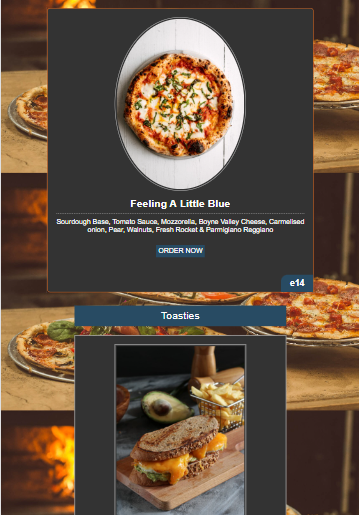 Feeling A Little Blue
Sourdough Base, Tomato Sauce, Mozzorella, Boyne Valley Cheese, Carmelised
onion, Pear, Walnuts, Fresh Rocket & Parmigiano Reggiano
ORDER NOW
e14
Toasties